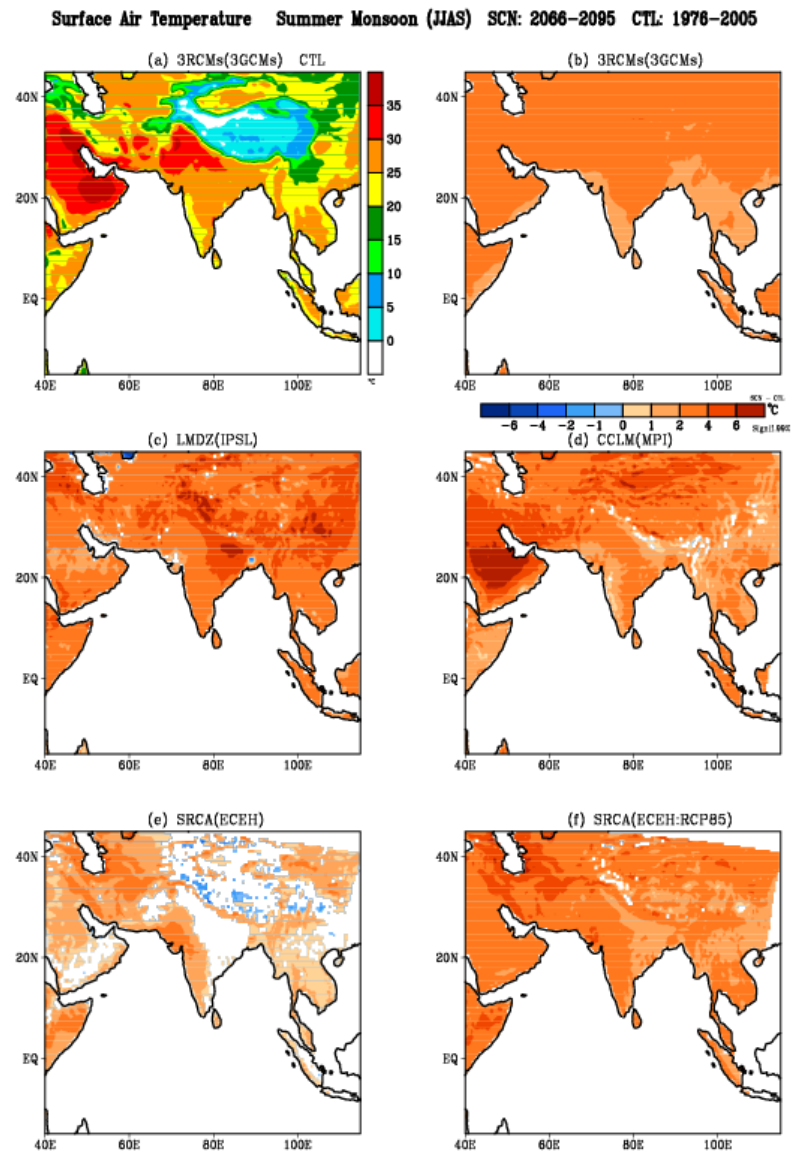 Surface Air Temperature Summer Monsoon (JJAS) SCN: 2066-2095 CTL: 1976-2005
(a) 3RCMs(3GCMs) CTL
40N
20N
EQ
40E 60E 80E 100E
35
30
25
20
15
10
5
0
(b) 3RCMs(3GCMs)
40N
20N
EQ
40E 60E 80E 100E
SCN - CTL
°C
-6 -4 -2 -1 0 1 2 4 6
(c) LMDZ(IPSL)
40N
20N
EQ
40E 60E 80E 100E
(d) CCLM(MPI)
40N
20N
EQ
40E 60E 80E 100E
(e) SRCA(ECEH)
40N
20N
EQ
40E 60E 80E 100E
(f) SRCA(ECEH:RCP85)
40N
20N
EQ
40E 60E 80E 100E